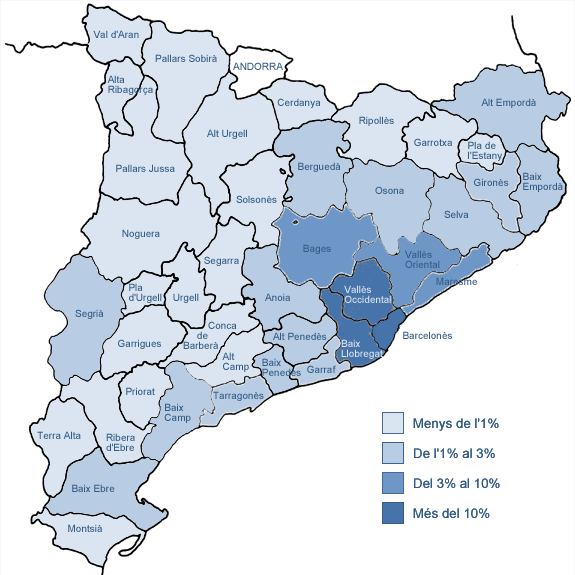 Val d'Aran
Pallars Sobirà
ANDORRA
Alta
Ribagorça
Cerdanya
Alt Urgell
Ripollès
Alt Empordà
Garrotxa
Pla de
l'Estany
Pallars Jussa
Berguedà
Osona
Gironès
Baix
Empordà
Solsonès
Selva
Noguera
Segarra
Bages
Vallès
Oriental
Maresme
Pla
d'Urgell
Urgell
Anoia
Vallès
Occidental
Segrià
Conca
de
Barberà
Garrigues
Alt Penedès
Baix
Llobregat
Barcelonès
Alt
Camp
Baix
Penedès
Garraf
Priorat
Baix
Camp
Tarragonès
Terra Alta
Ribera
d'Ebre
Baix Ebre
Montsià
Menys de l'1%
De l'1% al 3%
Del 3% al 10%
Més del 10%